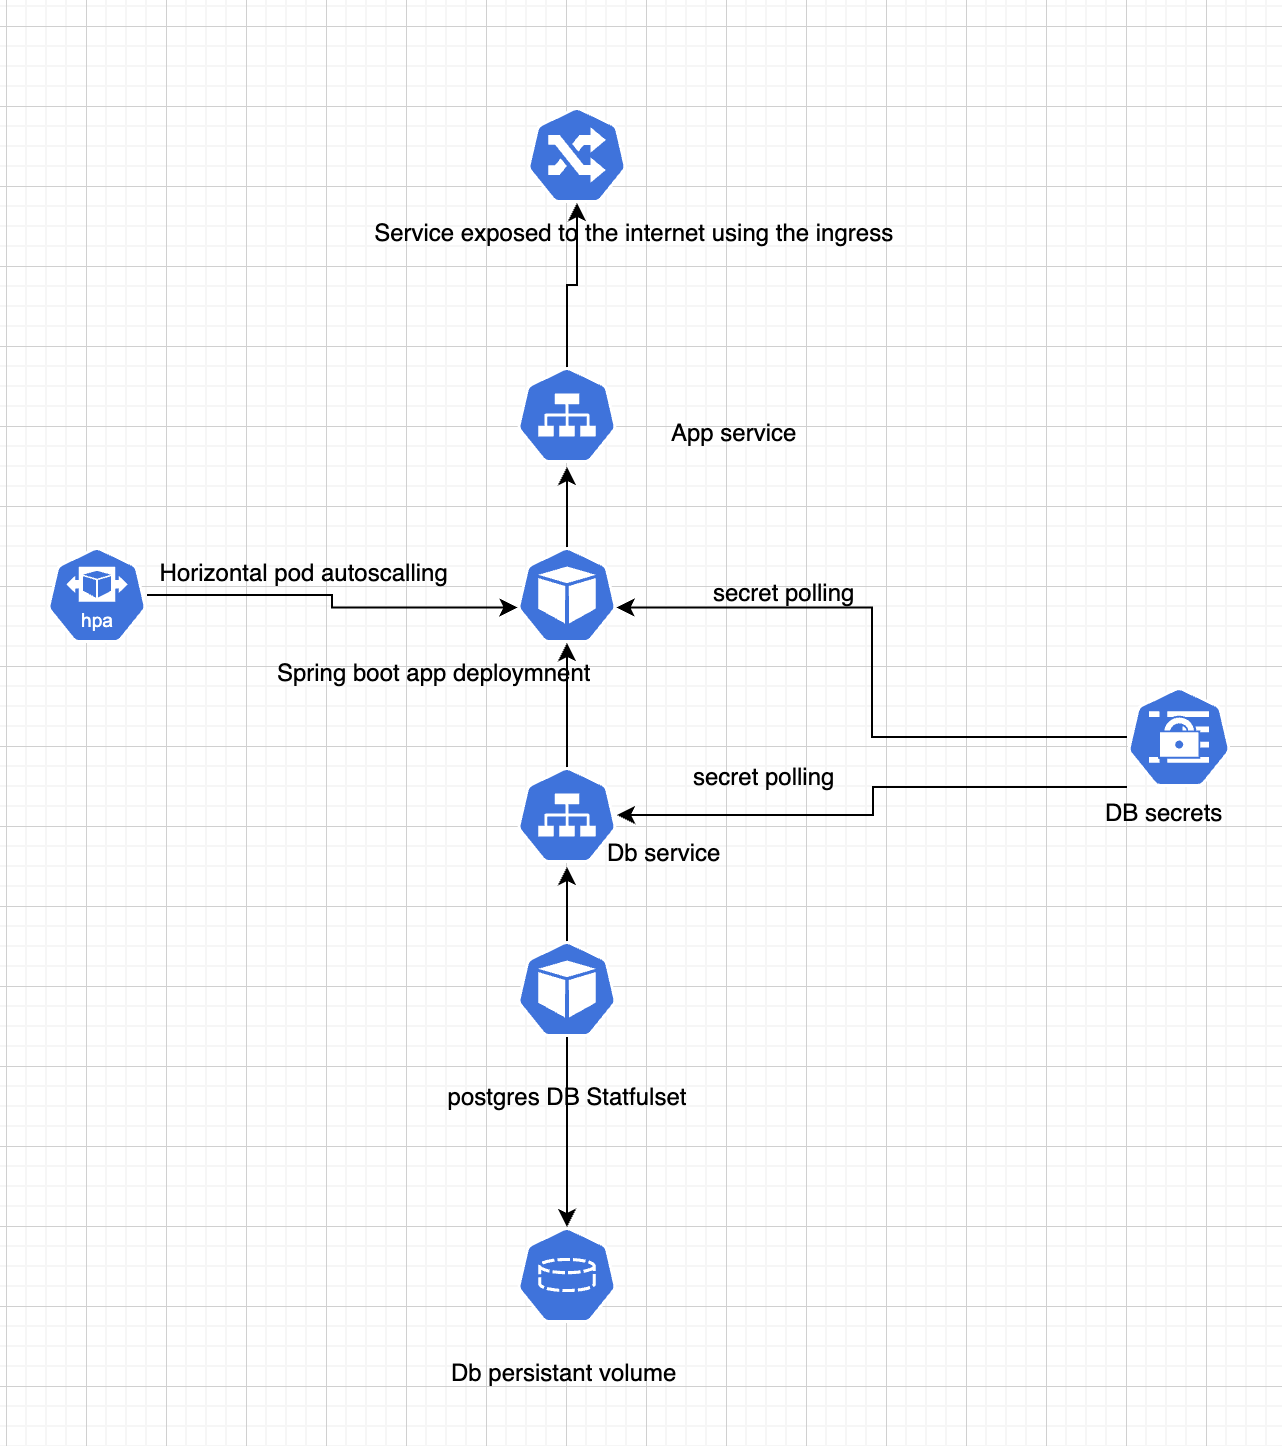 Service exposed to the internet using the ingress
App service
Horizontal pod autoscalling
hpa
secret polling
Spring boot app deploymnent
secret polling
DB secrets
Db service
postgres DB Statfulset
Db persistant volume